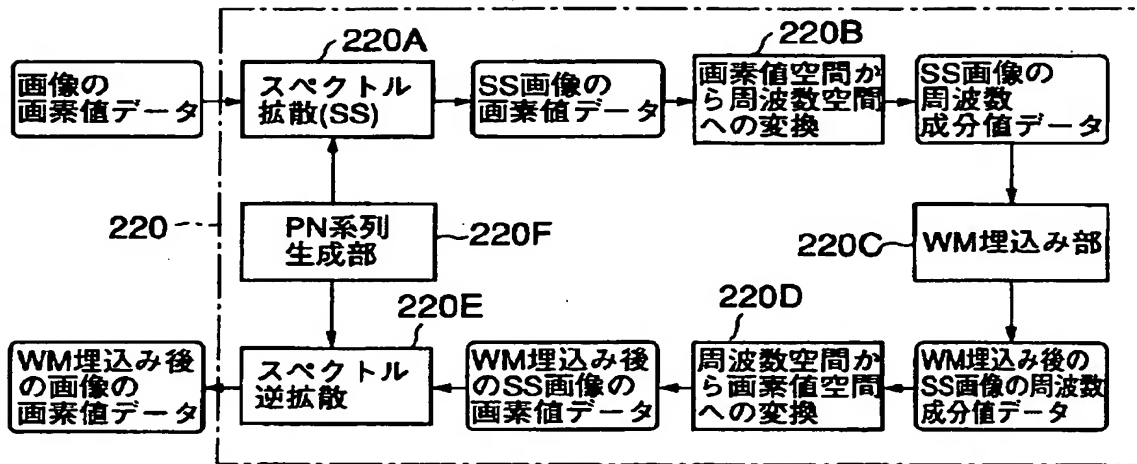 220A
220B
画像の
画素値データ
スペクトル
拡散(SS)
SS画像の
画素値データ
画素値空間か
ら周波数空間
への変換
SS画像の
周波数
成分値データ
220
PN系列
生成部
220F
220C
WM埋込み部
220E
220D
WM埋込み後
の画像の
画素値データ
スペクトル
逆拡散
WM埋込み後
のSS画像の
画素値データ
周波数空間か
ら画素値空間
への変換
WM埋込み後の
SS画像の周波数
成分値データ